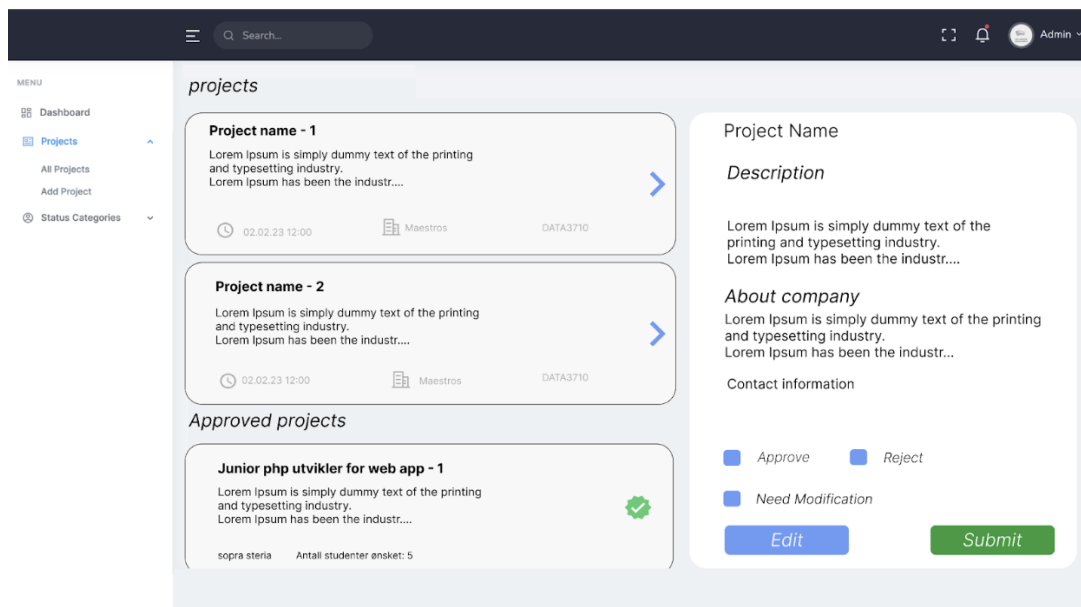 Search...
Admin
MENU
Dashboard
Projects
All Projects
Add Project
Status Categories
projects
Project name - 1
Lorem Ipsum is simply dummy text of the printing
and typesetting industry.
Lorem Ipsum has been the industr....
02.02.23 12:00
Maestros
DATA3710
Project name - 2
Lorem Ipsum is simply dummy text of the printing
and typesetting industry.
Lorem Ipsum has been the industr....
02.02.23 12:00
Maestros
DATA3710
Approved projects
Junior php utvikler for web app - 1
Lorem Ipsum is simply dummy text of the printing
and typesetting industry.
Lorem Ipsum has been the industr....
sopra steria
Antall studenter ønsket: 5
Project Name
Description
Lorem Ipsum is simply dummy text of the
printing and typesetting industry.
Lorem Ipsum has been the industr....
About company
Lorem Ipsum is simply dummy text of the printing
and typesetting industry.
Lorem Ipsum has been the industr...
Contact information
Approve
Reject
Need Modification
Edit
Submit